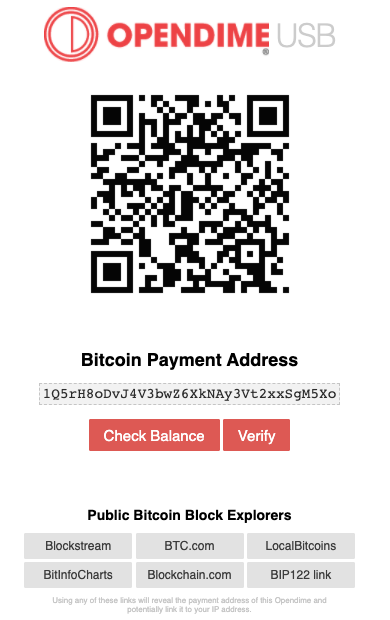 OPENDIME® USB
Bitcoin Payment Address
1Q5rH8oDvJ4V3bwZ6XkNAy3Vt2xxSgM5Xo
Check Balance Verify
Public Bitcoin Block Explorers
Blockstream BTC.com LocalBitcoins
BitInfoCharts Blockchain.com BIP122 link
Using any of these links will reveal the payment address of this Opendime and
potentially link it to your IP address.